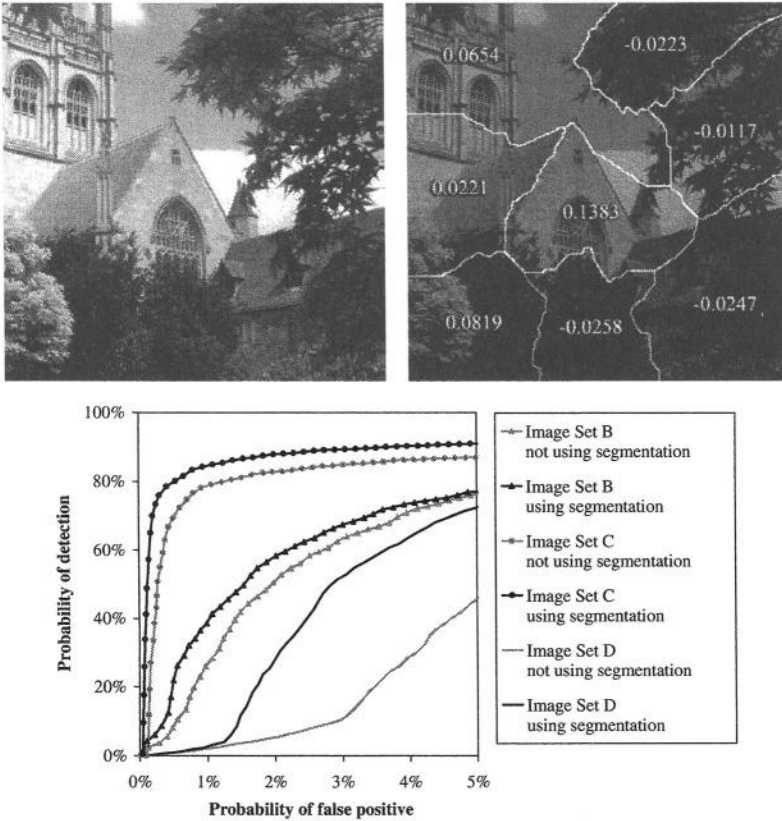 0.0654
-0.0223
-0.0117
0.0221
0.1383
0.0819
-0.0258
-0.0247
100%
80%
60%
40%
20%
0%
Probability of detection
0%
1%
2%
3%
3%
4%
5%
Probability of false positive
Image Set B
not using segmentation
Image Set B
using segmentation
Image Set C
not using segmentation
Image Set C
using segmentation
Image Set D
not using segmentation
Image Set D
using segmentation